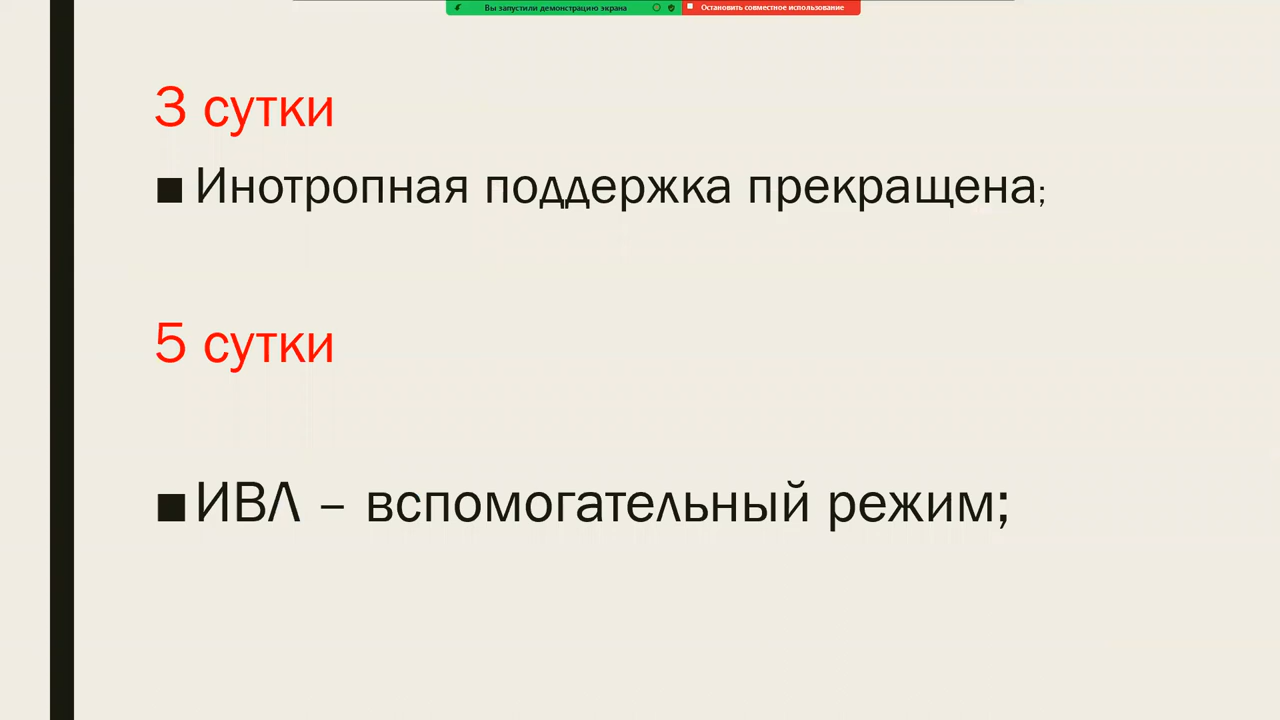 Вы запустили демонстрацию экрана Остановить совместное использование
3 сутки
■ Инотропная поддержка прекращена;
5 сутки
■ ИВЛ – вспомогательный режим;